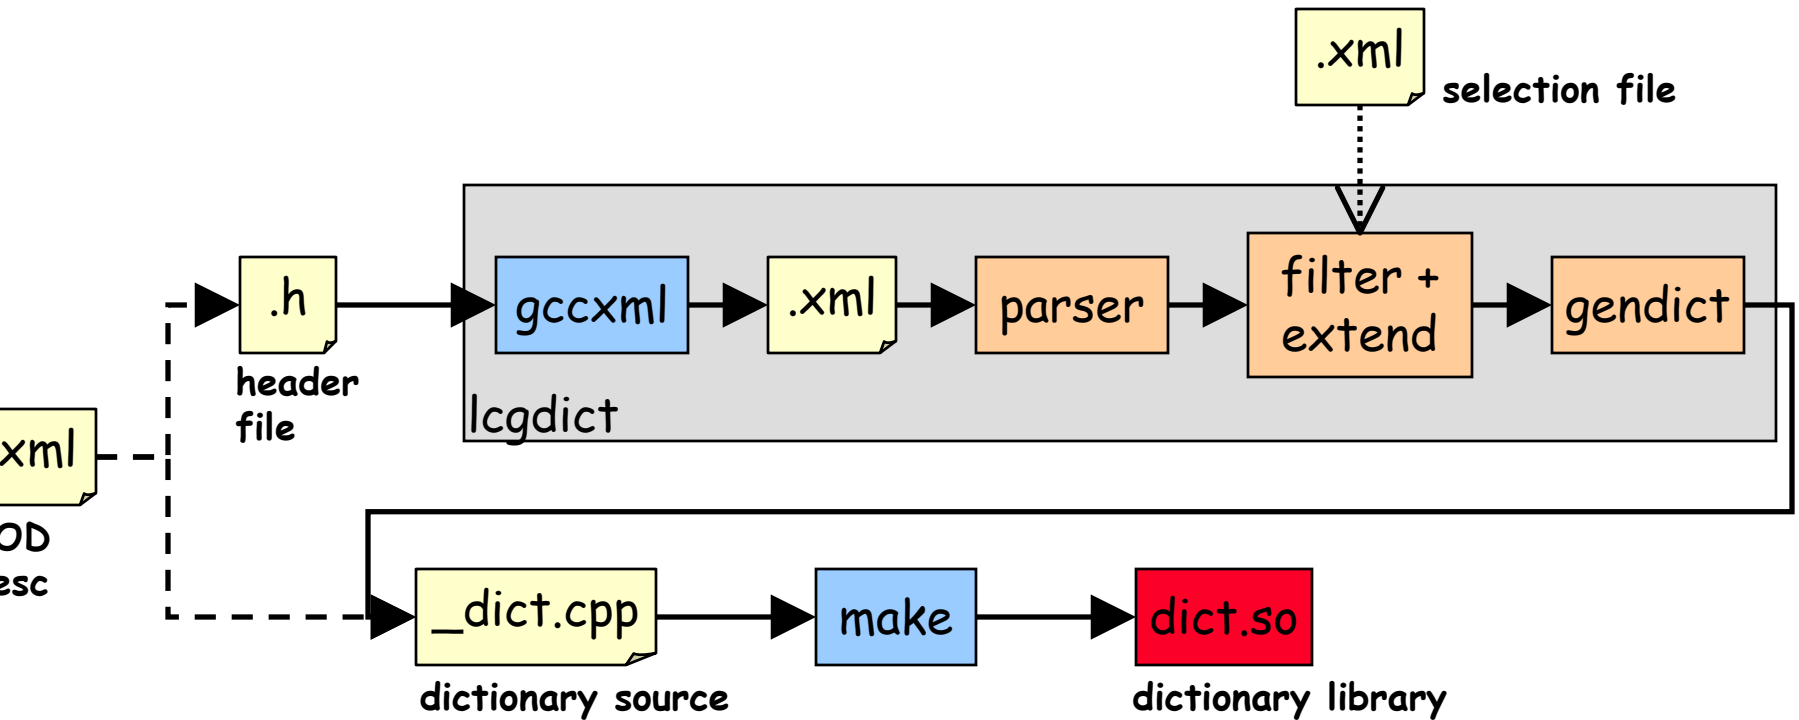 .xml
selection file
.h
gccxml
.xml
parser
filter +
extend
gendict
header
file
lcgdict
xml
OD
esc
_dict.cpp
make
dict.so
dictionary source
dictionary library